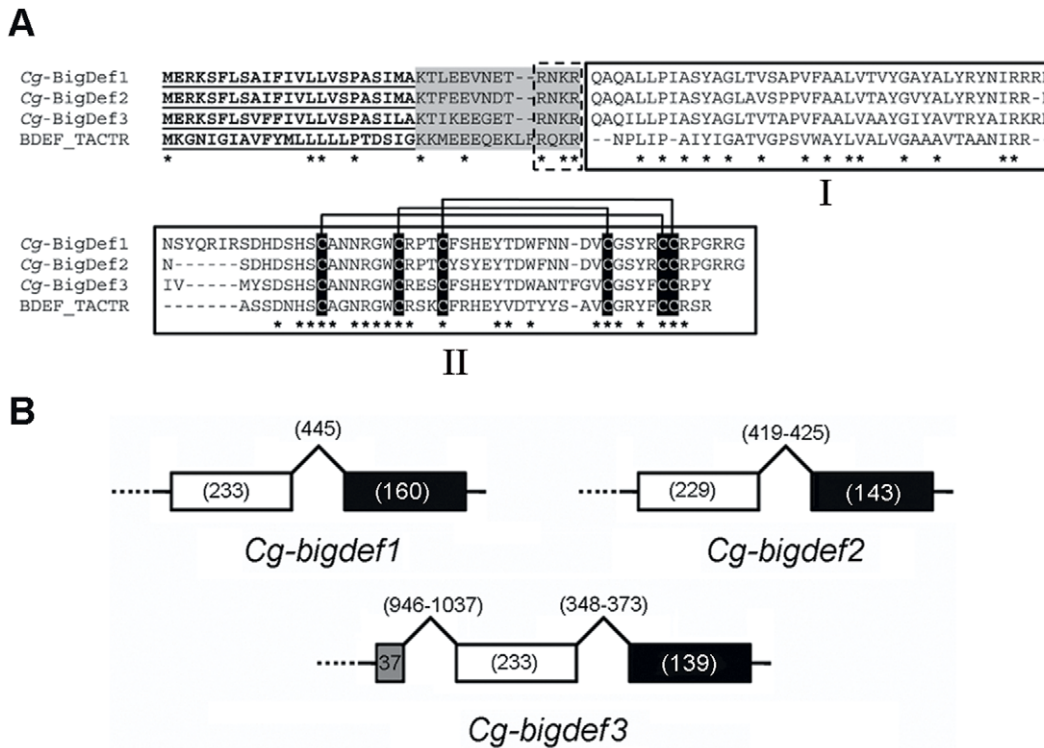 A
Cg-BigDef1 MERKSFLSAIFIVLLVSPASIMAKTLEEVNET--RNKR QAQALLPIASYAGLTVSAPVFAALVTVYGAYALYRYNIRRR
Cg-BigDef2 MERKSFLSAIFIVLLVSPASIMAKTFEEVNDT--RNKR QAQALLPIASYAGLAVSPPVFAALVTAYGVYALYRYNIRR-
Cg-BigDef3 MERKSFLSVFFIVLLVSPASILAKTIKEEGET--RNKR QAQILLPIASYAGLTVTAPVFAALVAAYGIYAVTRYAIRKR
BDEF_TACTR MKGNIGIAVFYMLLLLLPTDSIGKKMEEEQEKLFRQKR --NPLIP-AIYIGATVGPSVWAYLVALVGAAAVTAANIRR--
* ** * * * * ** * * * * * * * ** * * **
I
Cg-BigDef1 NSYQRIRSDHDSHSCANNRGWCRPTCFSHEYTDWFNN-DVCGSYRCCRPGRRG
Cg-BigDef2 N------SDHDSHSCANNRGWCRPTCYSYEYTDWFNN-DVCGSYRCCRPGRRG
Cg-BigDef3 IV-----MYSDSHSCANNRGWCRESCFSHEYTDWANTFGVCGSYRCCRPY
BDEF_TACTR -------ASSDNHSCAGNRGWCRSKCFRHEYVDTYYS-AVCGRYFCCRSR
* **** ****** * ** * *** * ***
II
B
(445) (419-425)
(233) (160) (229) (143)
Cg-bigdef1 Cg-bigdef2
(946-1037) (348-373)
37 (233) (139)
Cg-bigdef3